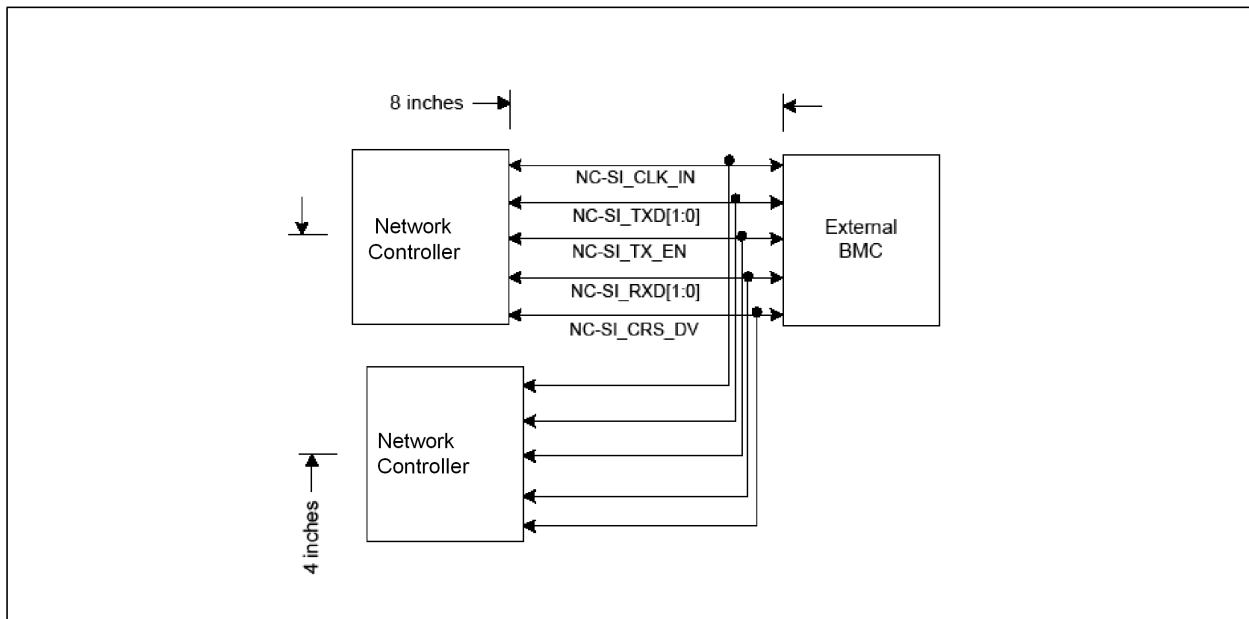 8 inches
NC-SI_CLK_IN
NC-SI_TXD[1:0]
NC-SI_TX_EN
NC-SI_RXD[1:0]
NC-SI_CRS_DV
Network
Controller
External
BMC
Network
Controller
4 inches